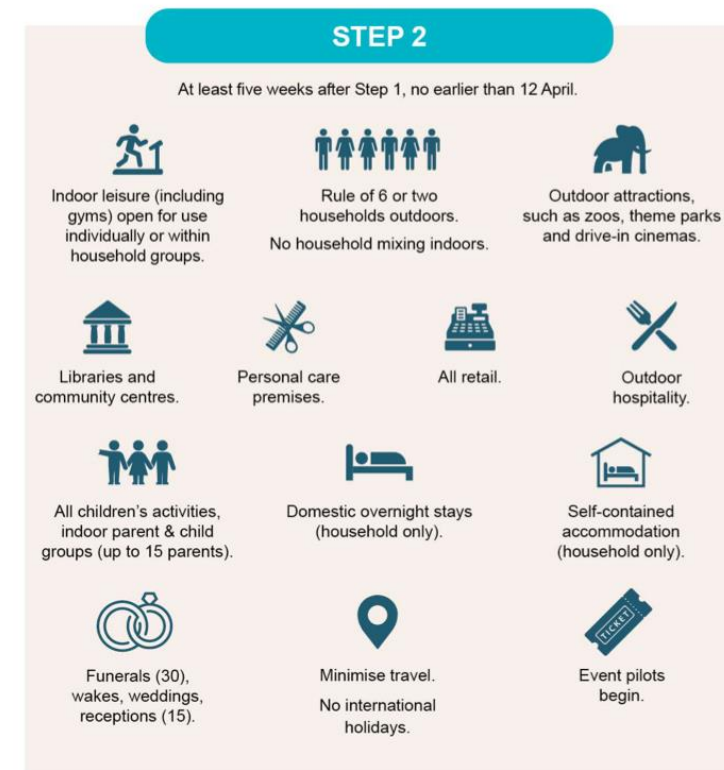 STEP 2
At least five weeks after Step 1, no earlier than 12 April.
Indoor leisure (including
gyms) open for use
individually or within
household groups.
Rule of 6 or two
households outdoors.
No household mixing indoors.
Outdoor attractions,
such as zoos, theme parks
and drive-in cinemas.
Libraries and
community centres.
Personal care
premises.
All retail.
Outdoor
hospitality.
All children's activities,
indoor parent & child
groups (up to 15 parents).
Domestic overnight stays
(household only).
Self-contained
accommodation
(household only).
Funerals (30),
wakes, weddings,
receptions (15).
Minimise travel.
No international
holidays.
TICKET
Event pilots
begin.